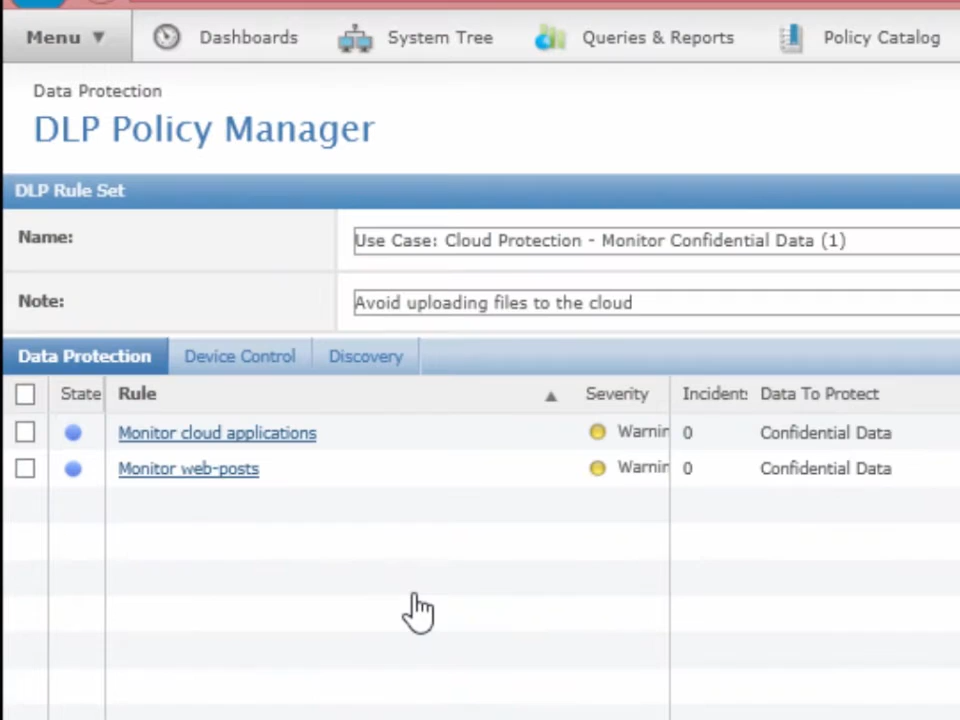 Menu ▼ Dashboards System Tree Queries & Reports Policy Catalog
Data Protection
DLP Policy Manager
DLP Rule Set
Name: Use Case: Cloud Protection - Monitor Confidential Data (1)
Note: Avoid uploading files to the cloud
Data Protection Device Control Discovery
State Rule ▲ Severity Incident: Data To Protect
Monitor cloud applications Warnin 0 Confidential Data
Monitor web-posts Warnin 0 Confidential Data